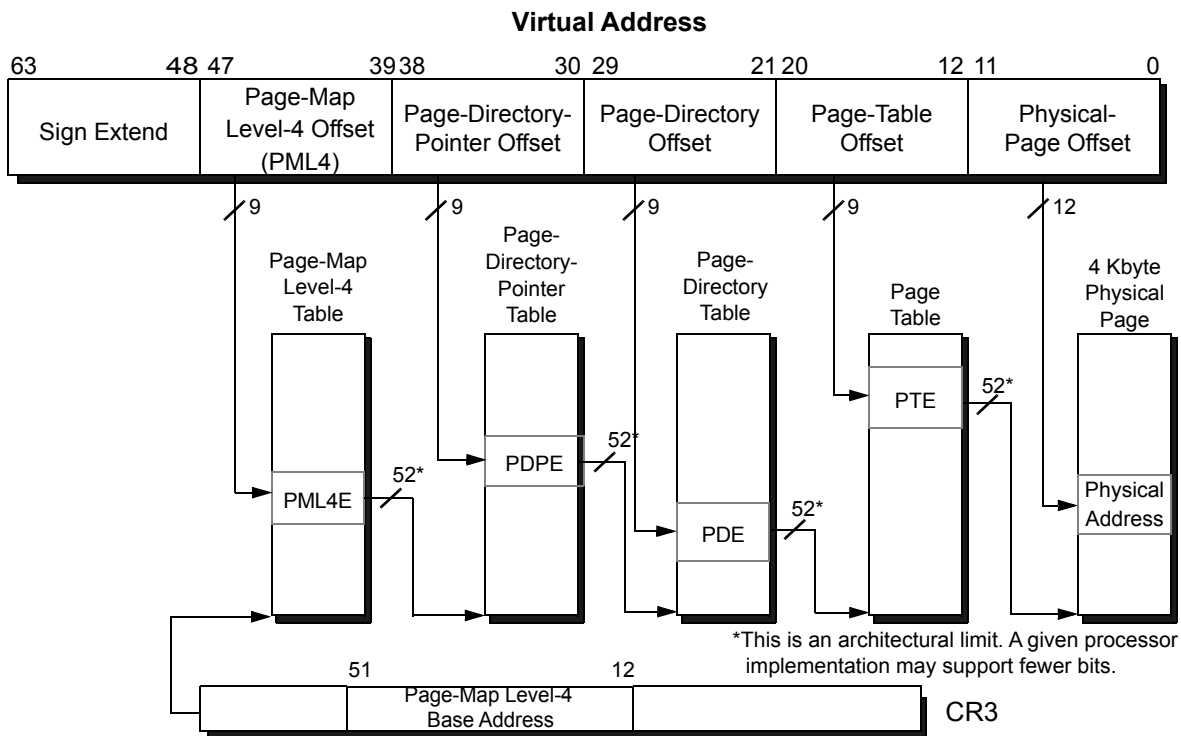 Virtual Address
63 48 47 39 38 30 29 21 20 12 11 0
Sign Extend
Page-Map
Level-4 Offset
(PML4)
Page-Directory-
Pointer Offset
Page-Directory
Offset
Page-Table
Offset
Physical-
Page Offset
9
9
9
9
12
Page-Map
Level-4
Table
Page-
Directory-
Pointer
Table
Page-
Directory
Table
Page
Table
4 Kbyte
Physical
Page
PML4E
52*
PDPE
52*
PDE
52*
PTE
52*
Physical
Address
*This is an architectural limit. A given processor
implementation may support fewer bits.
51 12
Page-Map Level-4
Base Address
CR3